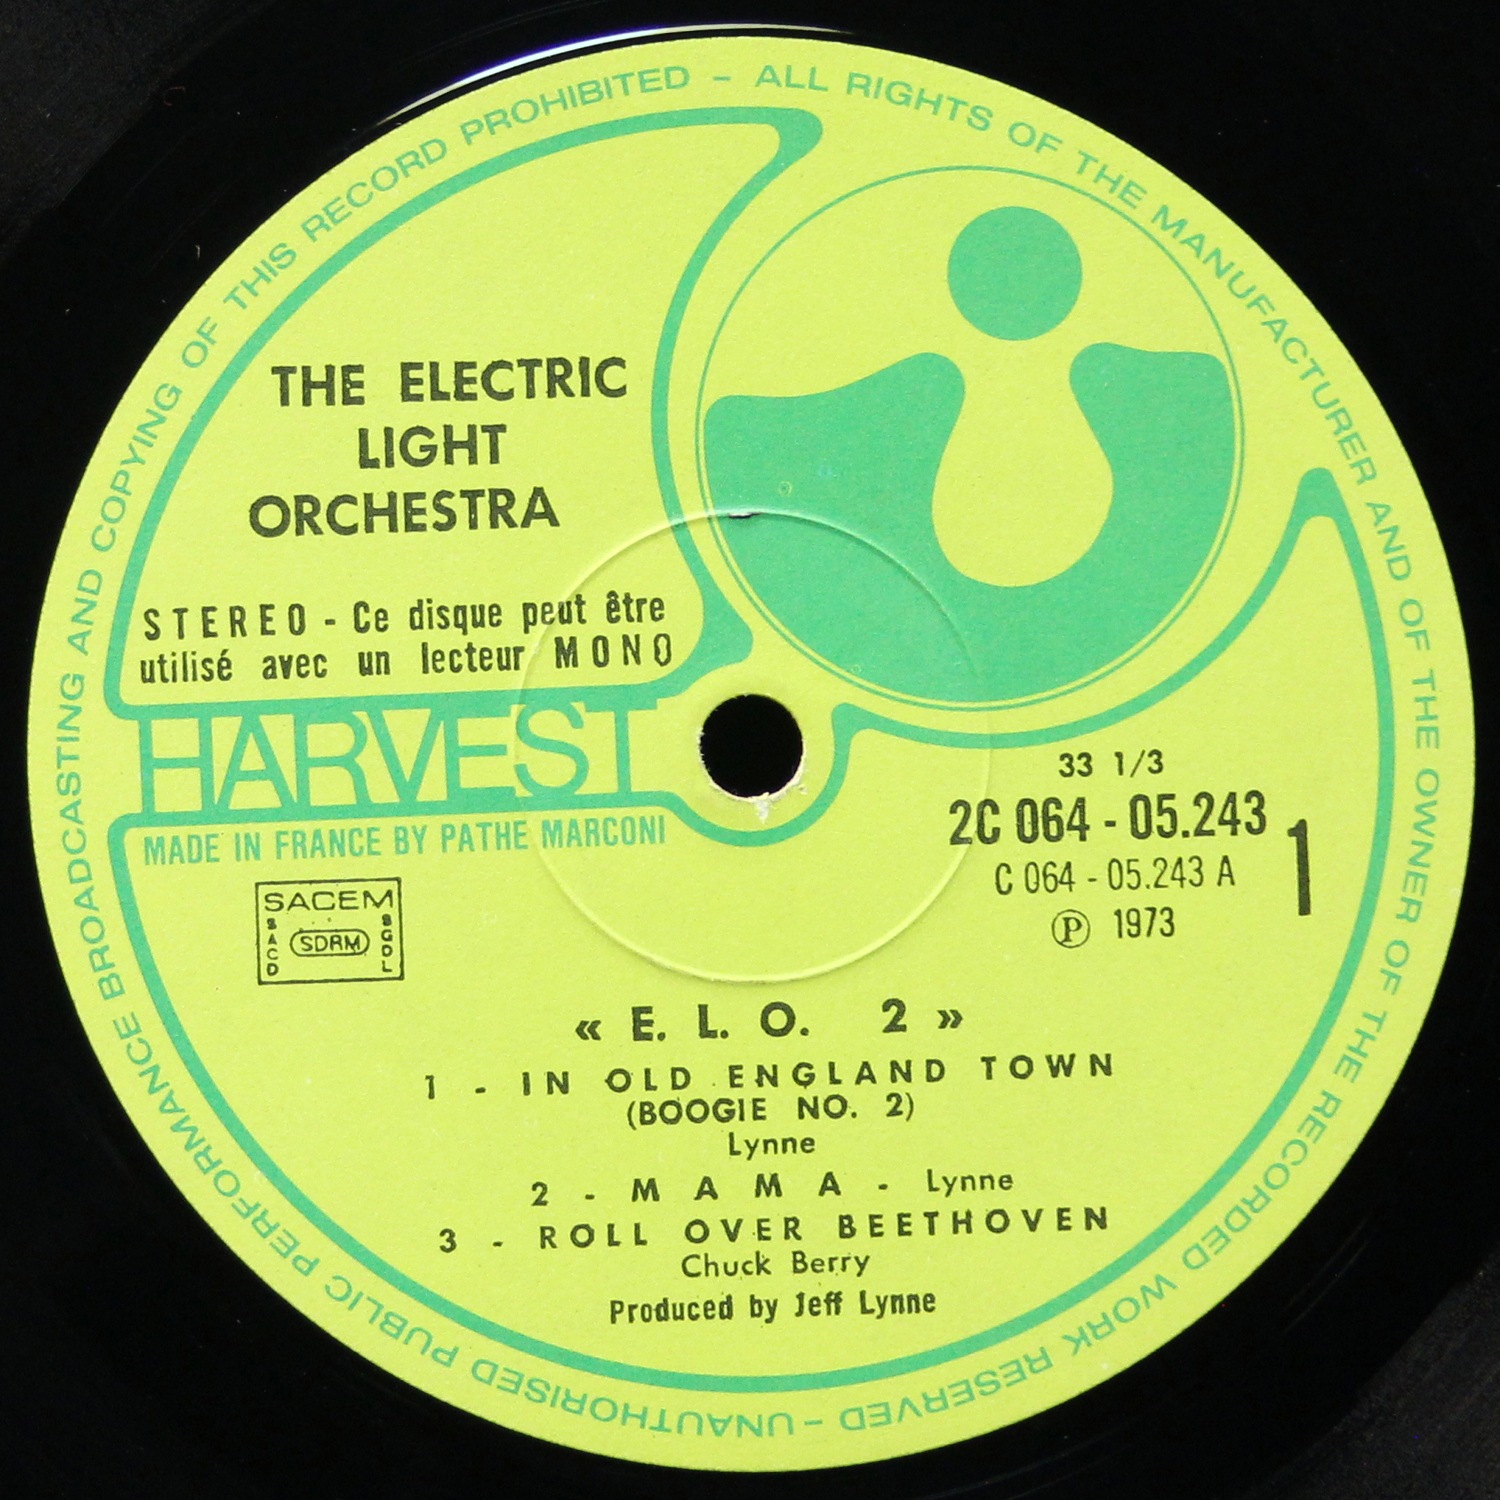 ALL RIGHTS OF THE MANUFACTURER AND OF THE OWNER OF THE RECORDED WORK RESERVED – UNAUTHORISED PUBLIC PERFORMANCE BROADCASTING AND COPYING OF THIS RECORD PROHIBITED –
THE ELECTRIC
LIGHT
ORCHESTRA
STEREO - Ce disque peut être
utilisé avec un lecteur MONO
HARVEST
MADE IN FRANCE BY PATHE MARCONI
SACEM
SACD
SDRM
SGDL
33 1/3
2C 064 - 05.243
1
C 064 - 05.243 A
Ⓟ 1973
« E. L. O. 2 »
1 - IN OLD ENGLAND TOWN
(BOOGIE NO. 2)
Lynne
2 - MAMA - Lynne
3 - ROLL OVER BEETHOVEN
Chuck Berry
Produced by Jeff Lynne